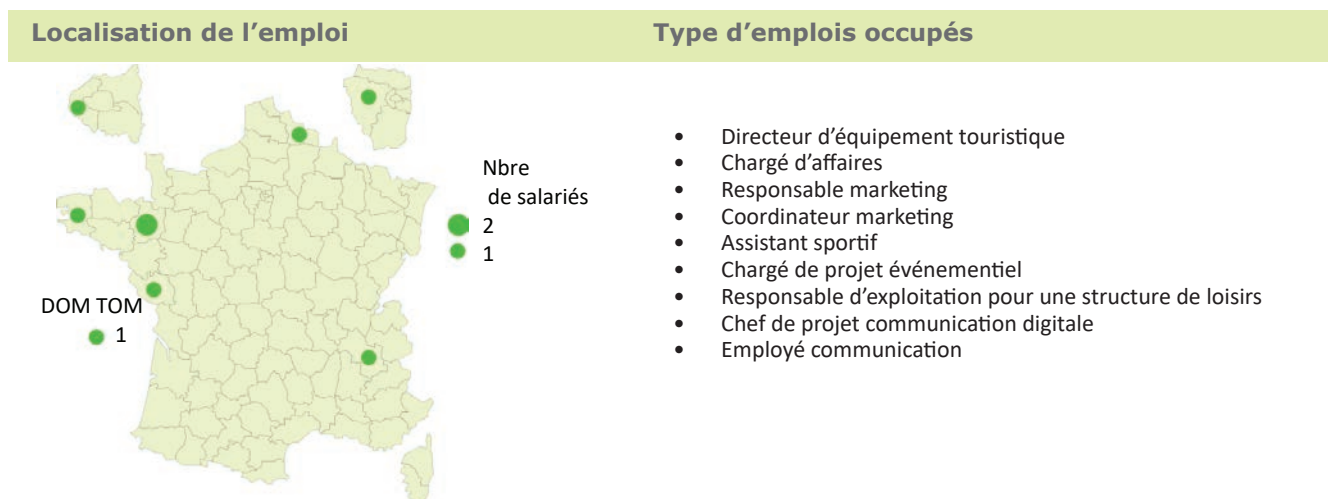 Localisation de l’emploi
Nbre
de salariés
2
1
DOM TOM
1
Type d’emplois occupés
• Directeur d’équipement touristique
• Chargé d’affaires
• Responsable marketing
• Coordinateur marketing
• Assistant sportif
• Chargé de projet événementiel
• Responsable d’exploitation pour une structure de loisirs
• Chef de projet communication digitale
• Employé communication